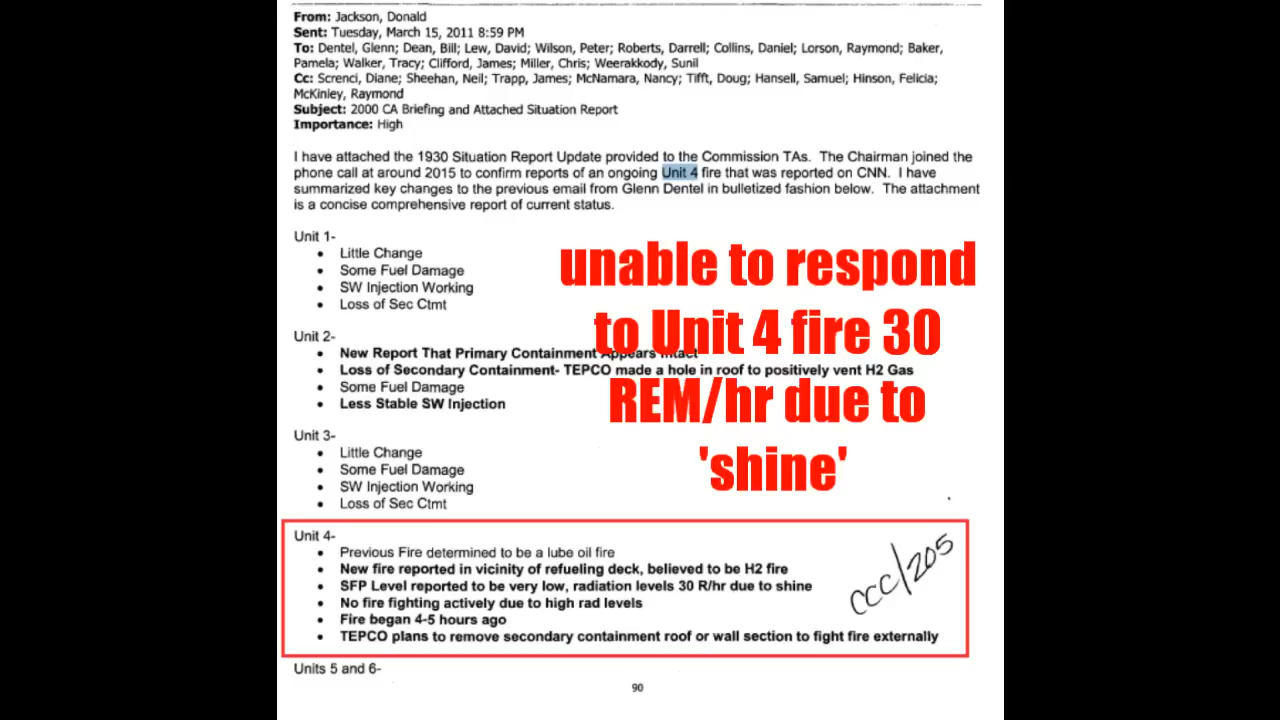 From: Jackson, Donald
Sent: Tuesday, March 15, 2011 8:59 PM
To: Dentel, Glenn; Dean, Bill; Lew, David; Wilson, Peter; Roberts, Darrell; Collins, Daniel; Lorson, Raymond; Baker,
Pamela; Walker, Tracy; Clifford, James; Miller, Chris; Weerakkody, Sunil
Cc: Screnci, Diane; Sheehan, Neil; Trapp, James; McNamara, Nancy; Tifft, Doug; Hansell, Samuel; Hinson, Felicia;
McKinley, Raymond
Subject: 2000 CA Briefing and Attached Situation Report
Importance: High
I have attached the 1930 Situation Report Update provided to the Commission TAs. The Chairman joined the
phone call at around 2015 to confirm reports of an ongoing Unit 4 fire that was reported on CNN. I have
summarized key changes to the previous email from Glenn Dentel in bulletized fashion below. The attachment
is a concise comprehensive report of current status.
Unit 1-
• Little Change
• Some Fuel Damage
• SW Injection Working
• Loss of Sec Ctmt
Unit 2-
• New Report That Primary Containment Appears Intact
• Loss of Secondary Containment- TEPCO made a hole in roof to positively vent H2 Gas
• Some Fuel Damage
• Less Stable SW Injection
Unit 3-
• Little Change
• Some Fuel Damage
• SW Injection Working
• Loss of Sec Ctmt
unable to respond
to Unit 4 fire 30
REM/hr due to
'shine'
Unit 4-
• Previous Fire determined to be a lube oil fire
• New fire reported in vicinity of refueling deck, believed to be H2 fire
• SFP Level reported to be very low, radiation levels 30 R/hr due to shine
• No fire fighting actively due to high rad levels
• Fire began 4-5 hours ago
• TEPCO plans to remove secondary containment roof or wall section to fight fire externally
CCC/205
Units 5 and 6-
90